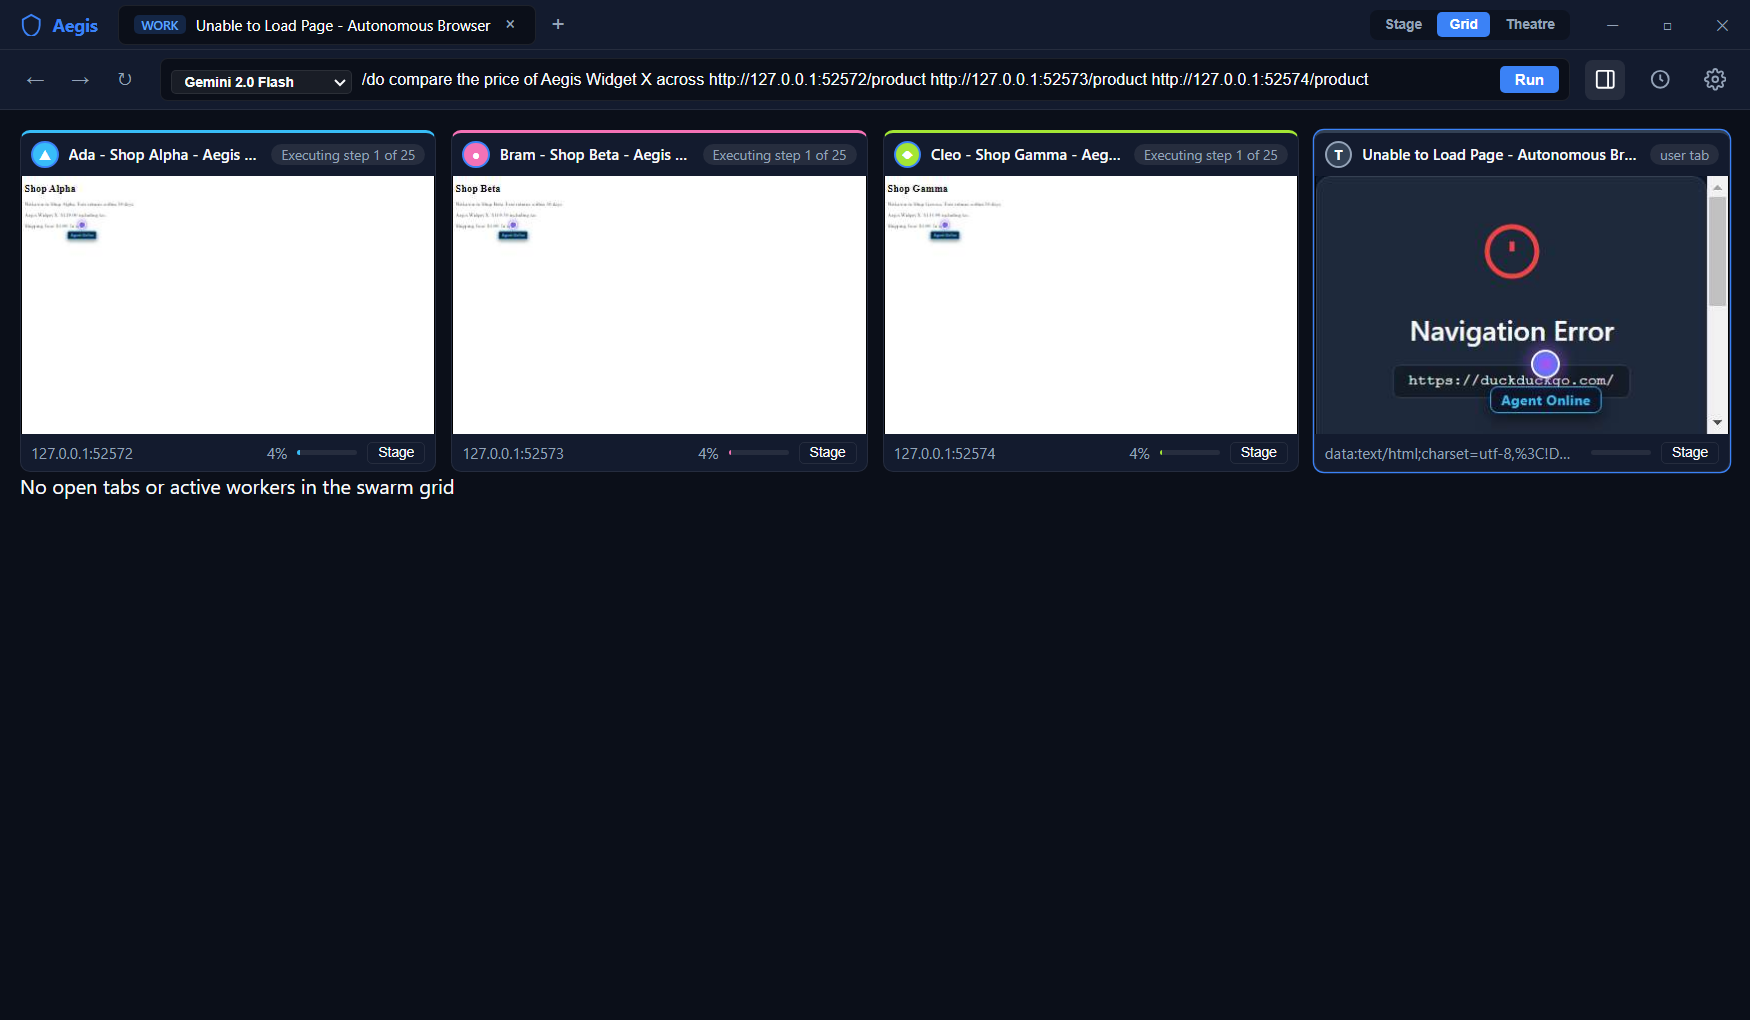 Aegis
WORK Unable to Load Page - Autonomous Browser × +
Stage Grid Theatre
Gemini 2.0 Flash /do compare the price of Aegis Widget X across http://127.0.0.1:52572/product http://127.0.0.1:52573/product http://127.0.0.1:52574/product Run
Ada - Shop Alpha - Aegis ... Executing step 1 of 25
Shop Alpha
Agent Online
127.0.0.1:52572 4% Stage
Bram - Shop Beta - Aegis ... Executing step 1 of 25
Shop Beta
Agent Online
127.0.0.1:52573 4% Stage
Cleo - Shop Gamma - Aeg... Executing step 1 of 25
Shop Gamma
Agent Online
127.0.0.1:52574 4% Stage
T Unable to Load Page - Autonomous Br... user tab
Navigation Error
https://duckduckgo.com/
Agent Online
data:text/html;charset=utf-8,%3C!D... Stage
No open tabs or active workers in the swarm grid